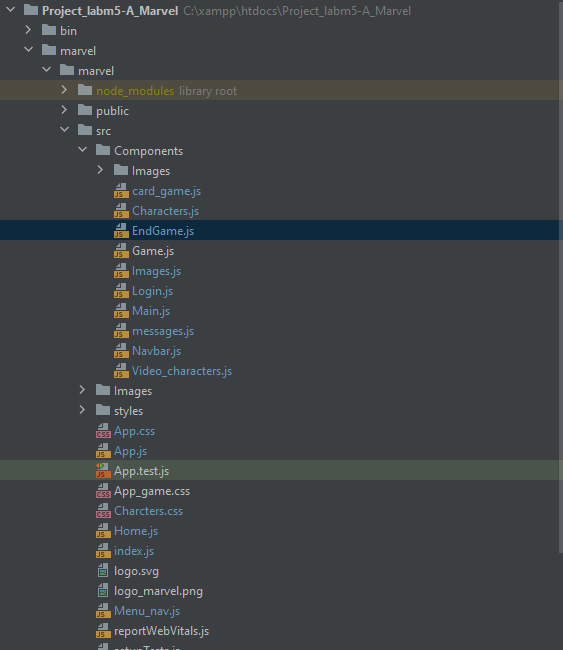 Project_labm5-A_Marvel C:\xampp\htdocs\Project_labm5-A_Marvel
bin
marvel
marvel
node_modules library root
public
src
Components
Images
card_game.js
Characters.js
EndGame.js
Game.js
Images.js
Login.js
Main.js
messages.js
Navbar.js
Video_characters.js
Images
styles
App.css
App.js
App.test.js
App_game.css
Charcters.css
Home.js
index.js
logo.svg
logo_marvel.png
Menu_nav.js
reportWebVitals.js